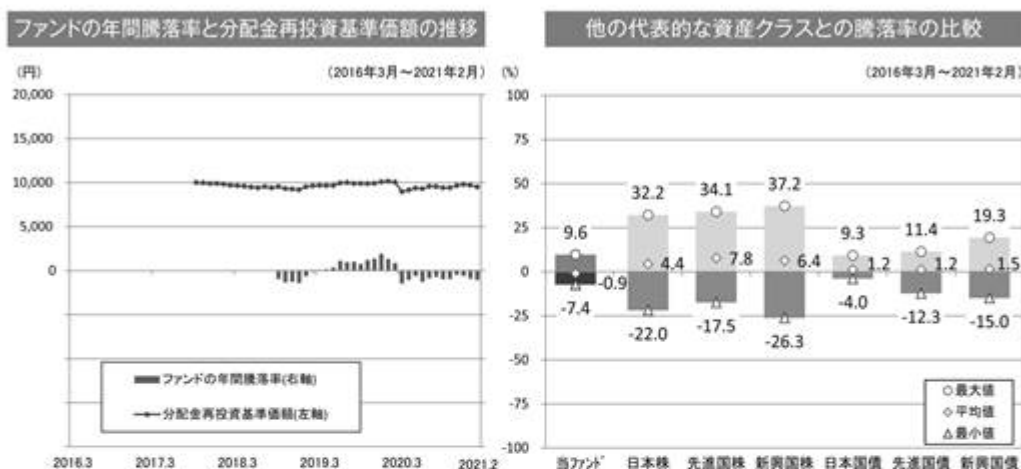 ファンドの年間騰落率と分配金再投資基準価額の推移
(円)
(2016年3月～2021年2月)
20,000
15,000
10,000
5,000
0
ファンドの年間騰落率(右軸)
分配金再投資基準価額(左軸)
2016.3
2017.3
2018.3
2019.3
2020.3
2021.2
他の代表的な資産クラスとの騰落率の比較
(%)
(2016年3月～2021年2月)
100
75
50
25
0
-25
-50
-75
-100
9.6
32.2
34.1
37.2
9.3
11.4
19.3
-0.9
4.4
7.8
6.4
1.2
1.2
1.5
-7.4
-22.0
-17.5
-26.3
-4.0
-12.3
-15.0
最大値
平均値
最小値
当ファンド
日本株
先進国株
新興国株
日本国債
先進国債
新興国債